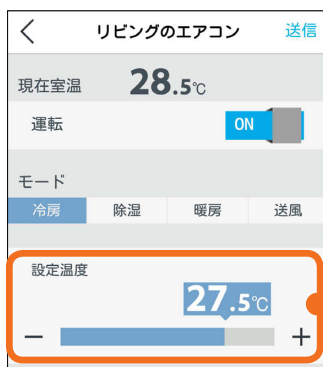 リビングのエアコン 送信
現在室温 28.5℃
運転 ON
モード
冷房 除湿 暖房 送風
設定温度
27.5℃
− +